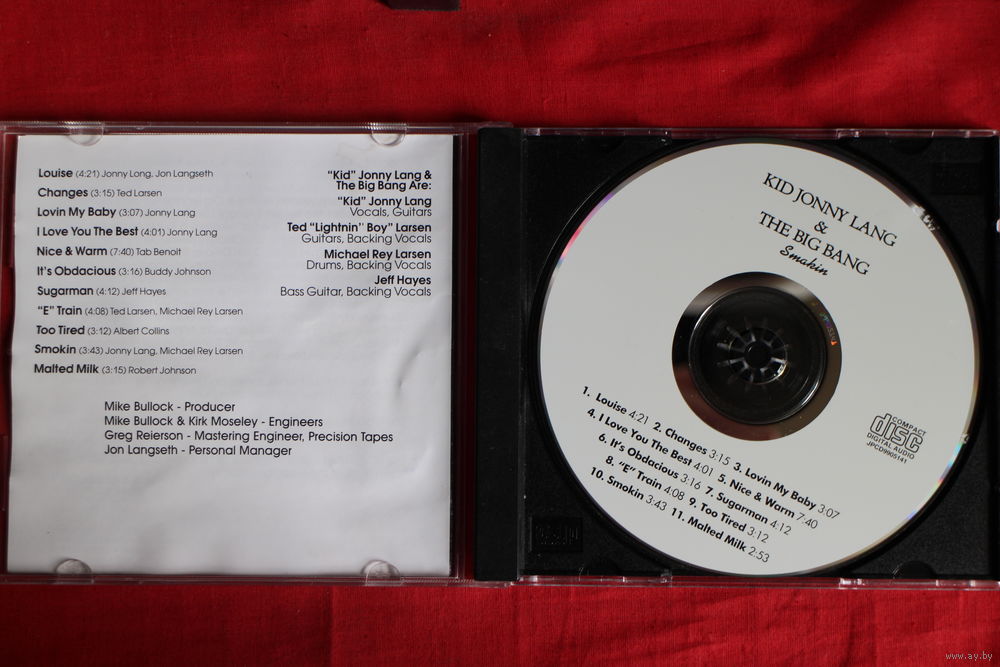 Louise (4:21) Jonny Long, Jon Langseth
Changes (3:15) Ted Larsen
Lovin My Baby (3:07) Jonny Lang
I Love You The Best (4:01) Jonny Lang
Nice & Warm (7:40) Tab Benoit
It's Obdacious (3:16) Buddy Johnson
Sugarman (4:12) Jeff Hayes
"E" Train (4:08) Ted Larsen, Michael Rey Larsen
Too Tired (3:12) Albert Collins
Smokin (3:43) Jonny Lang, Michael Rey Larsen
Malted Milk (3:15) Robert Johnson
"Kid" Jonny Lang &
The Big Bang Are:
"Kid" Jonny Lang
Vocals, Guitars
Ted "Lightnin' Boy" Larsen
Guitars, Backing Vocals
Michael Rey Larsen
Drums, Backing Vocals
Jeff Hayes
Bass Guitar, Backing Vocals
Mike Bullock - Producer
Mike Bullock & Kirk Moseley - Engineers
Greg Reierson - Mastering Engineer, Precision Tapes
Jon Langseth - Personal Manager
KID JONNY LANG
&
THE BIG BANG
Smokin
1. Louise 4:21 2. Changes 3:15 3. Lovin My Baby 3:07
4. I Love You The Best 4:01 5. Nice & Warm 7:40
6. It's Obdacious 3:16 7. Sugarman 4:12
8. "E" Train 4:08 9. Too Tired 3:12
10. Smokin 3:43 11. Malted Milk 2:53
COMPACT
disc
DIGITAL AUDIO
JPCD9905141
www.ay.by